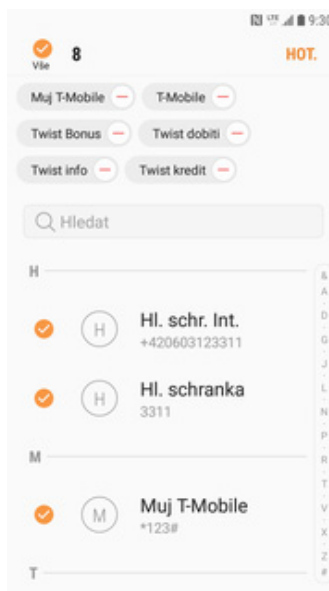 9:30
Vše
8
HOT.
Muj T-Mobile
T-Mobile
Twist Bonus
Twist dobiti
Twist info
Twist kredit
Hledat
H
H
Hl. schr. Int.
+420603123311
H
Hl. schranka
3311
M
M
Muj T-Mobile
*123#
T
&
A
D
G
J
L
N
P
R
T
V
X
Z
#